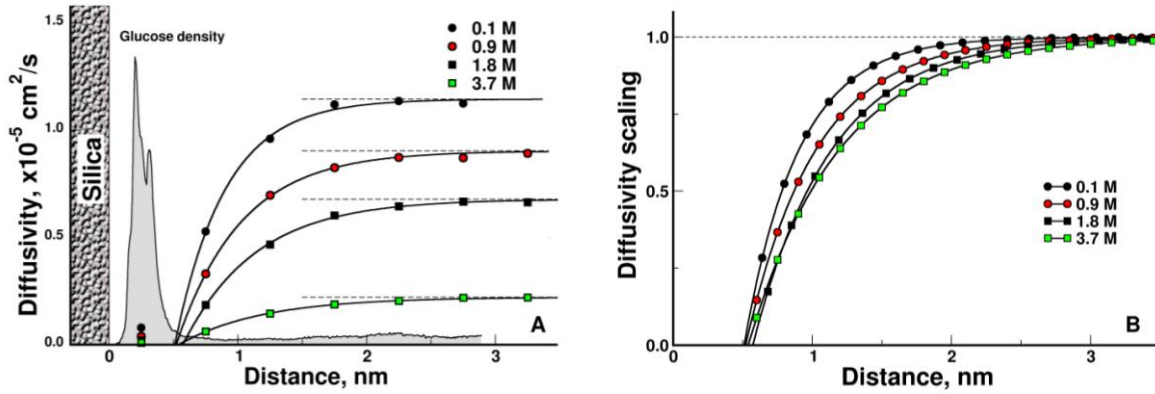 Diffusivity, x10⁻⁵ cm²/s
1.5
1.0
0.5
0.0
Silica
Glucose density
0.1 M
0.9 M
1.8 M
3.7 M
A
0 1 2 3
Distance, nm
Diffusivity scaling
1.0
0.5
0.0
0.1 M
0.9 M
1.8 M
3.7 M
B
0 1 2 3
Distance, nm